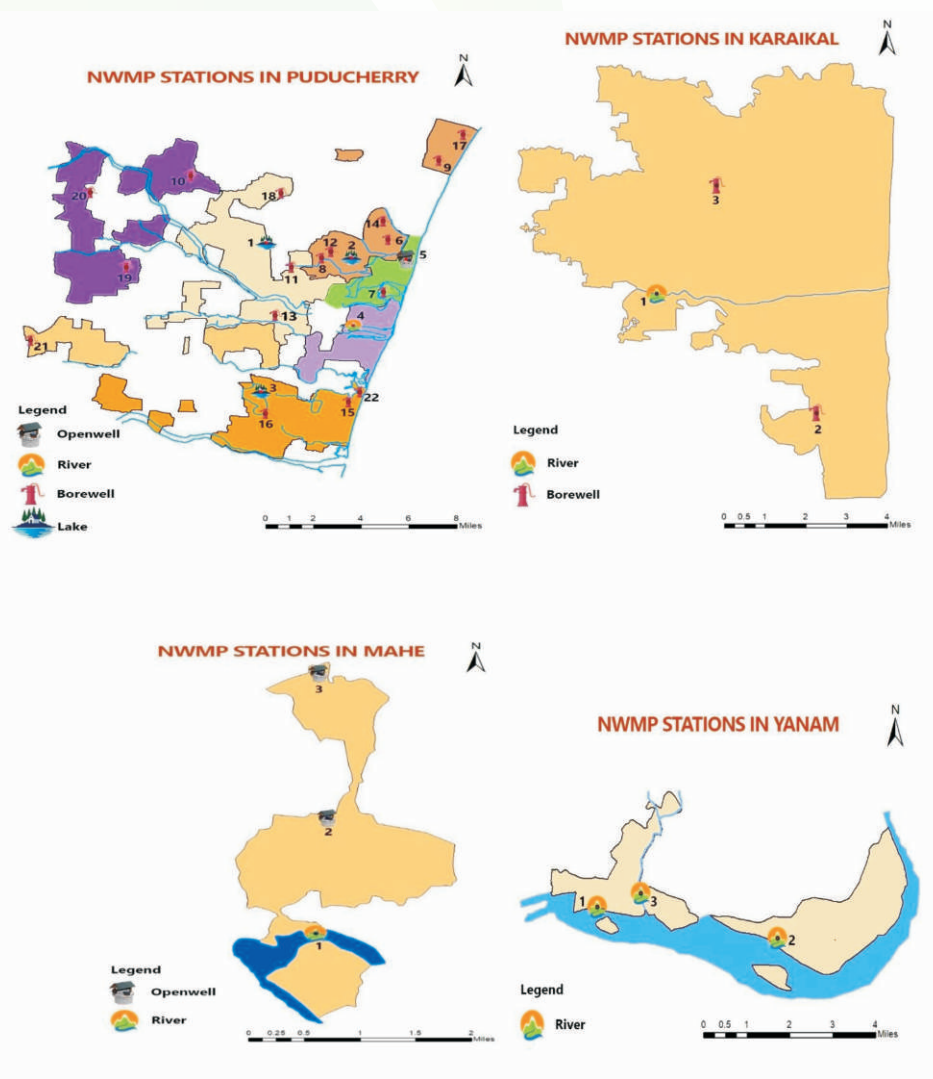 NWMP STATIONS IN PUDUCHERRY
N
17
9
10
20
18
14
6
1
12
2
5
8
11
19
7
13
4
21
3
22
15
16
Legend
Openwell
River
Borewell
Lake
0 1 2 4 6 8
Miles
NWMP STATIONS IN KARAIKAL
N
3
1
2
Legend
River
Borewell
0 0.5 1 2 3 4
Miles
NWMP STATIONS IN MAHE
N
3
2
1
Legend
Openwell
River
0 0.25 0.5 1 2
Miles
NWMP STATIONS IN YANAM
N
1
3
2
Legend
River
0 0.5 1 2 3 4
Miles